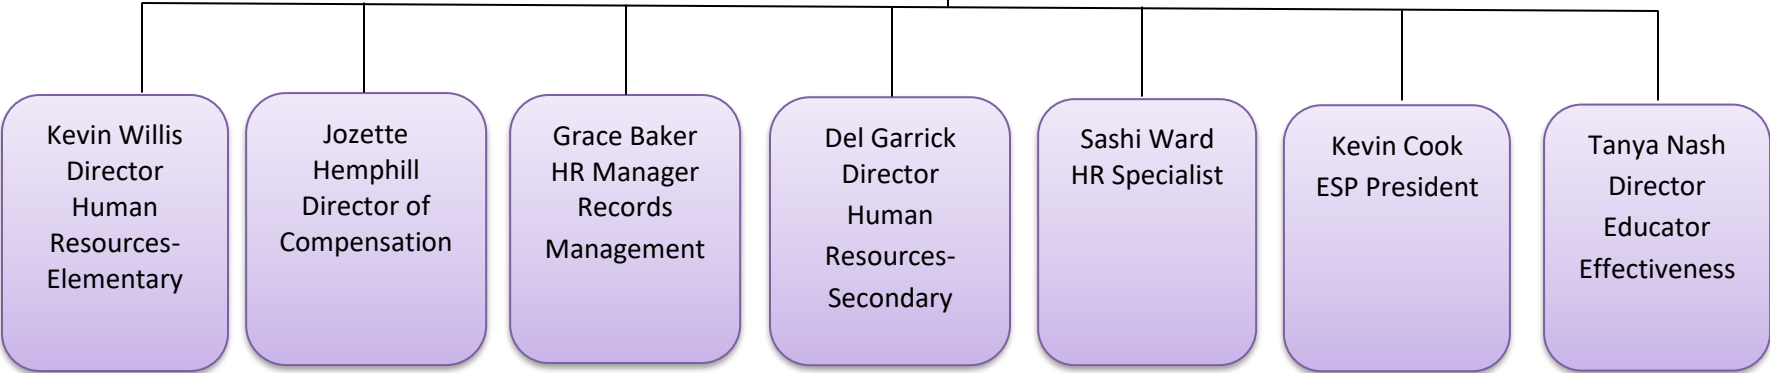 Kevin Willis
Director
Human
Resources-
Elementary
Jozette
Hemphill
Director of
Compensation
Grace Baker
HR Manager
Records
Management
Del Garrick
Director
Human
Resources-
Secondary
Sashi Ward
HR Specialist
Kevin Cook
ESP President
Tanya Nash
Director
Educator
Effectiveness